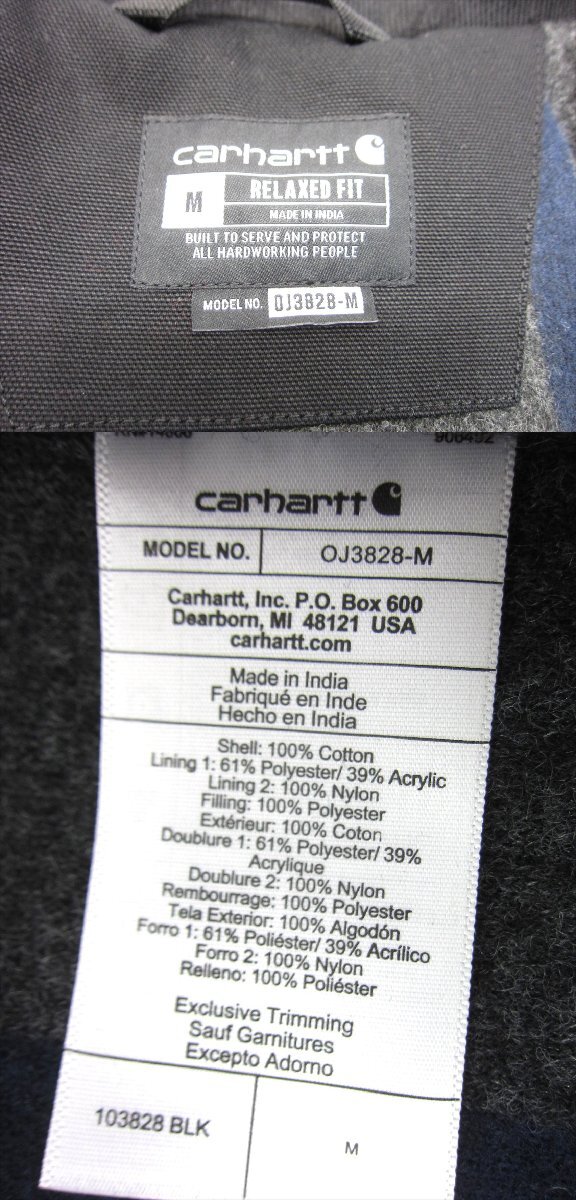 carhartt
M
RELAXED FIT
MADE IN INDIA
BUILT TO SERVE AND PROTECT
ALL HARDWORKING PEOPLE
MODEL NO. OJ3828-M
carhartt
MODEL NO. OJ3828-M
Carhartt, Inc. P.O. Box 600
Dearborn, MI 48121 USA
carhartt.com
Made in India
Fabriqué en Inde
Hecho en India
Shell: 100% Cotton
Lining 1: 61% Polyester/ 39% Acrylic
Lining 2: 100% Nylon
Filling: 100% Polyester
Extérieur: 100% Coton
Doublure 1: 61% Polyester/ 39%
Acrylique
Doublure 2: 100% Nylon
Rembourrage: 100% Polyester
Tela Exterior: 100% Algodón
Forro 1: 61% Poliéster/ 39% Acrílico
Forro 2: 100% Nylon
Relleno: 100% Poliéster
Exclusive Trimming
Sauf Garnitures
Excepto Adorno
103828 BLK
M